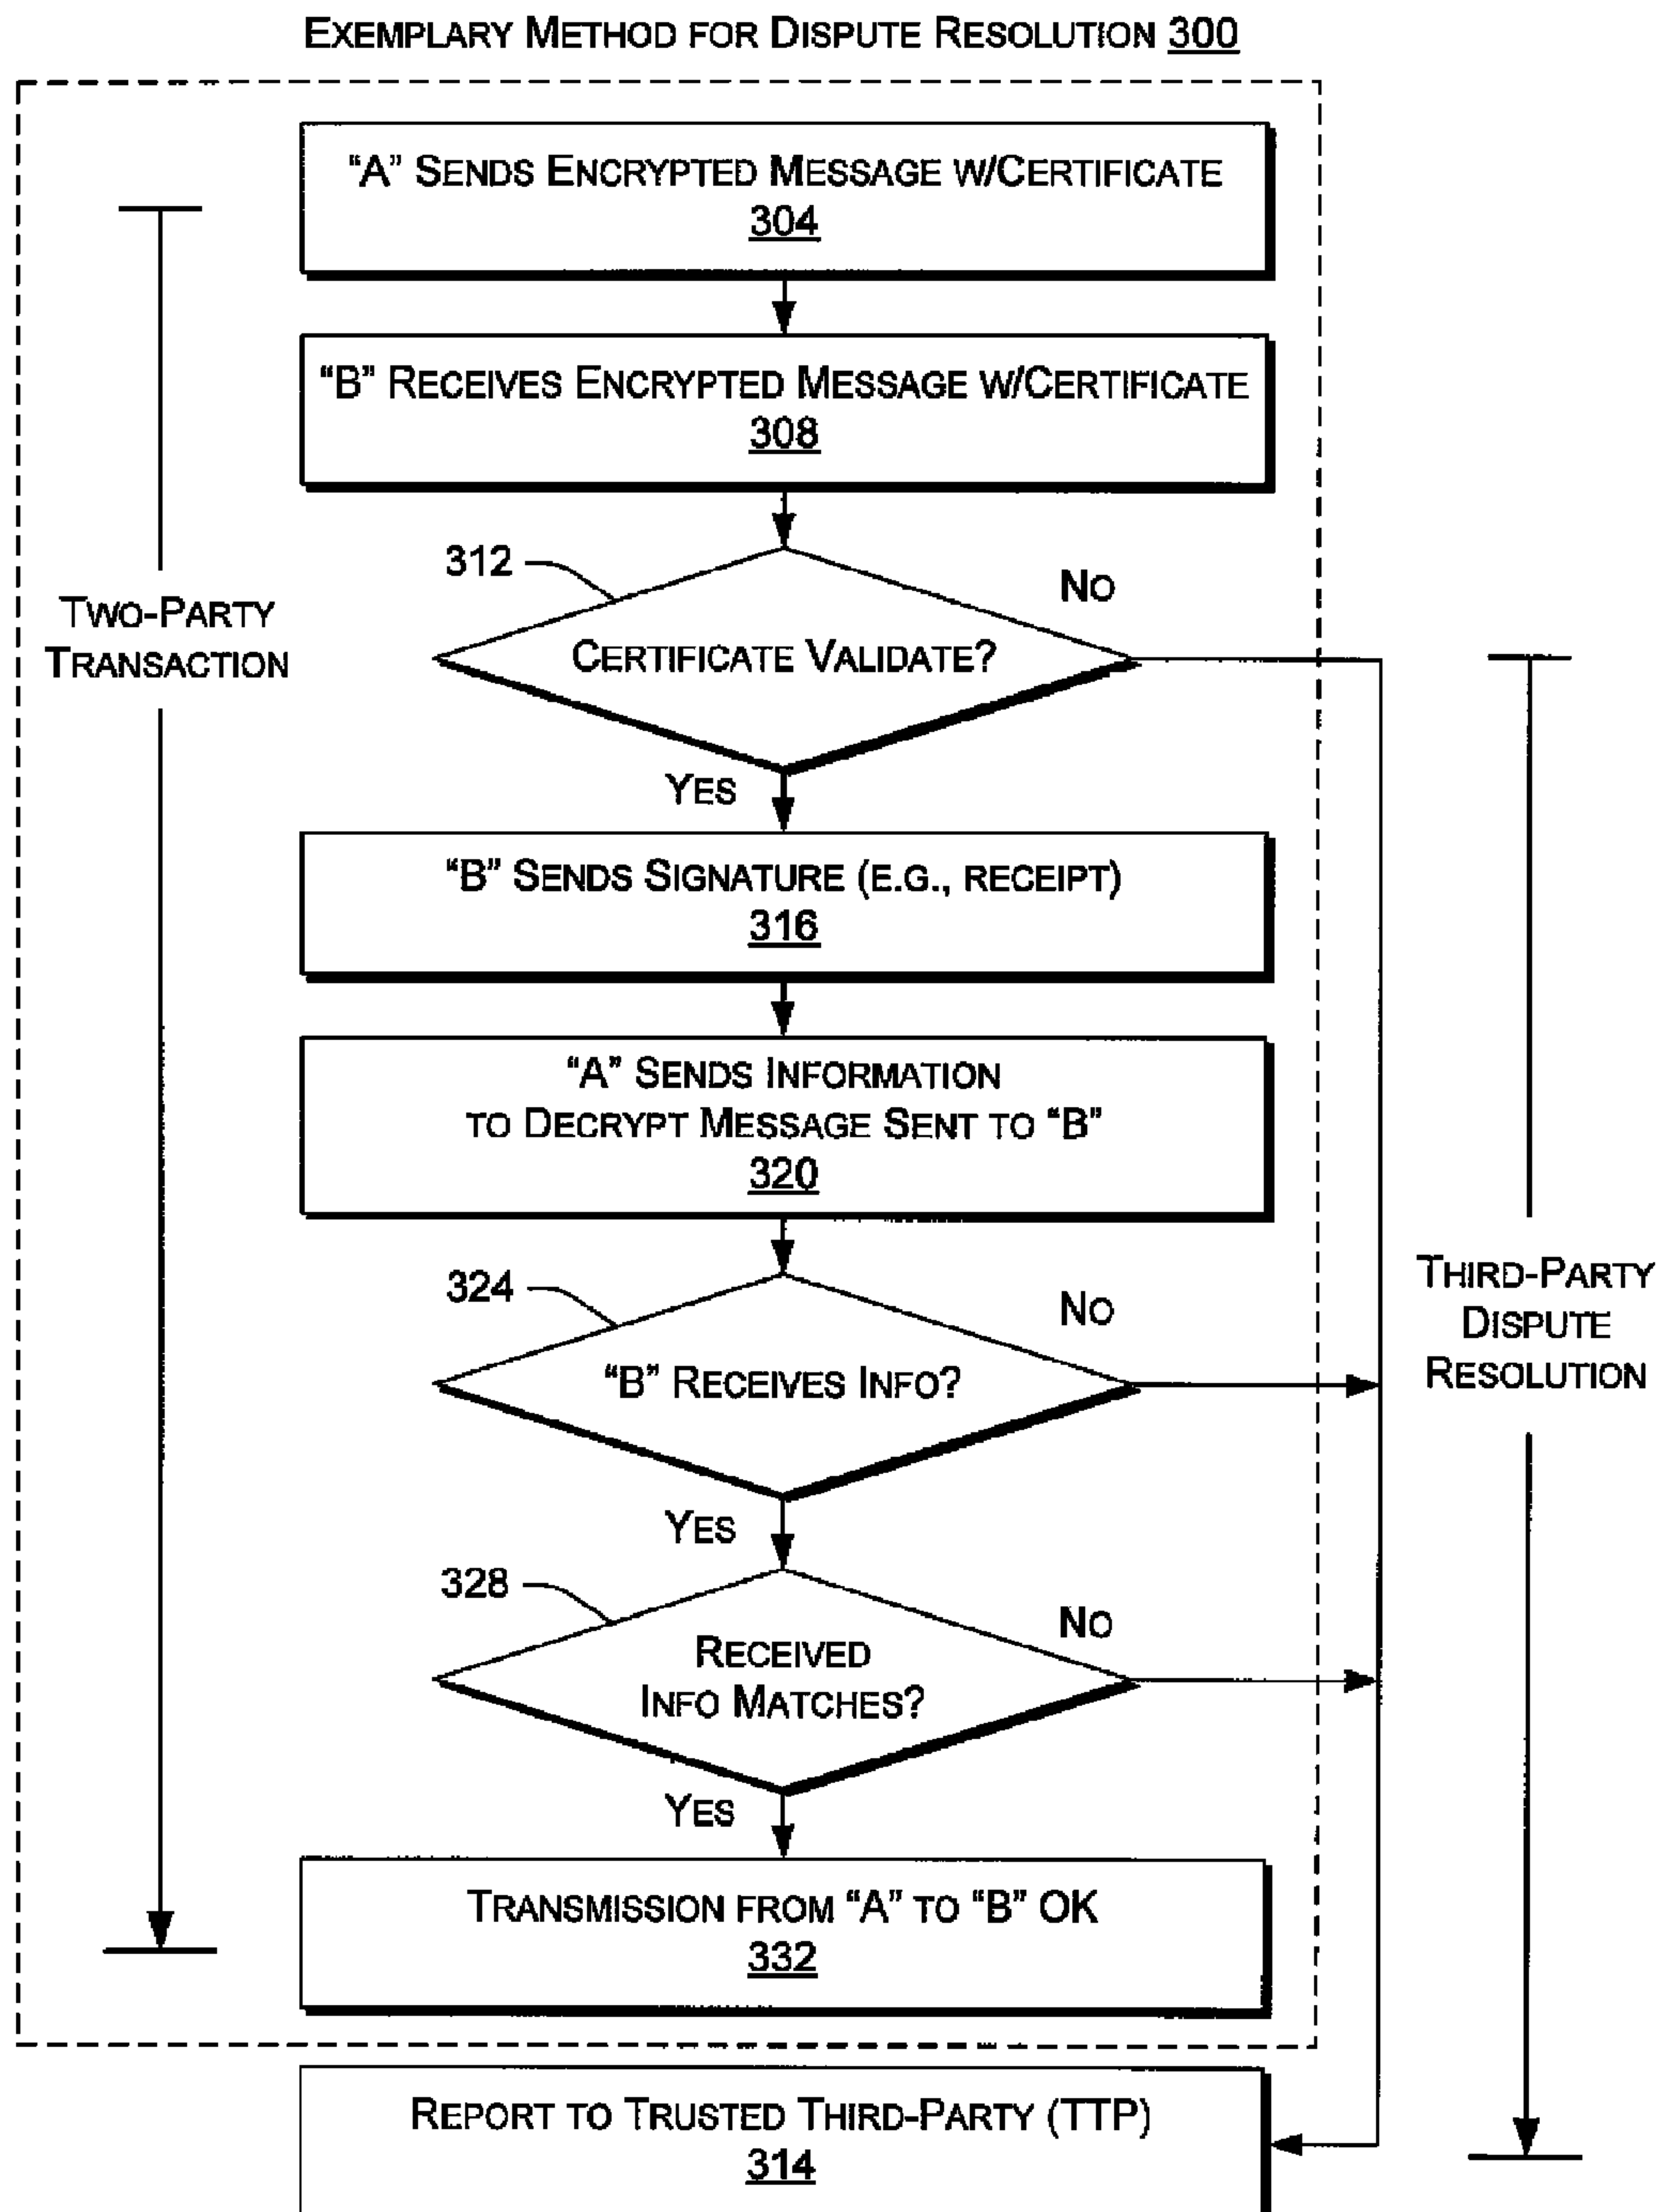 EXEMPLARY METHOD FOR DISPUTE RESOLUTION 300
"A" SENDS ENCRYPTED MESSAGE W/CERTIFICATE
304
"B" RECEIVES ENCRYPTED MESSAGE W/CERTIFICATE
308
312
NO
CERTIFICATE VALIDATE?
TWO-PARTY
TRANSACTION
YES
"B" SENDS SIGNATURE (E.G., RECEIPT)
316
"A" SENDS INFORMATION
TO DECRYPT MESSAGE SENT TO "B"
320
324
NO
"B" RECEIVES INFO?
THIRD-PARTY
DISPUTE
RESOLUTION
YES
328
NO
RECEIVED
INFO MATCHES?
YES
TRANSMISSION FROM "A" TO "B" OK
332
REPORT TO TRUSTED THIRD-PARTY (TTP)
314